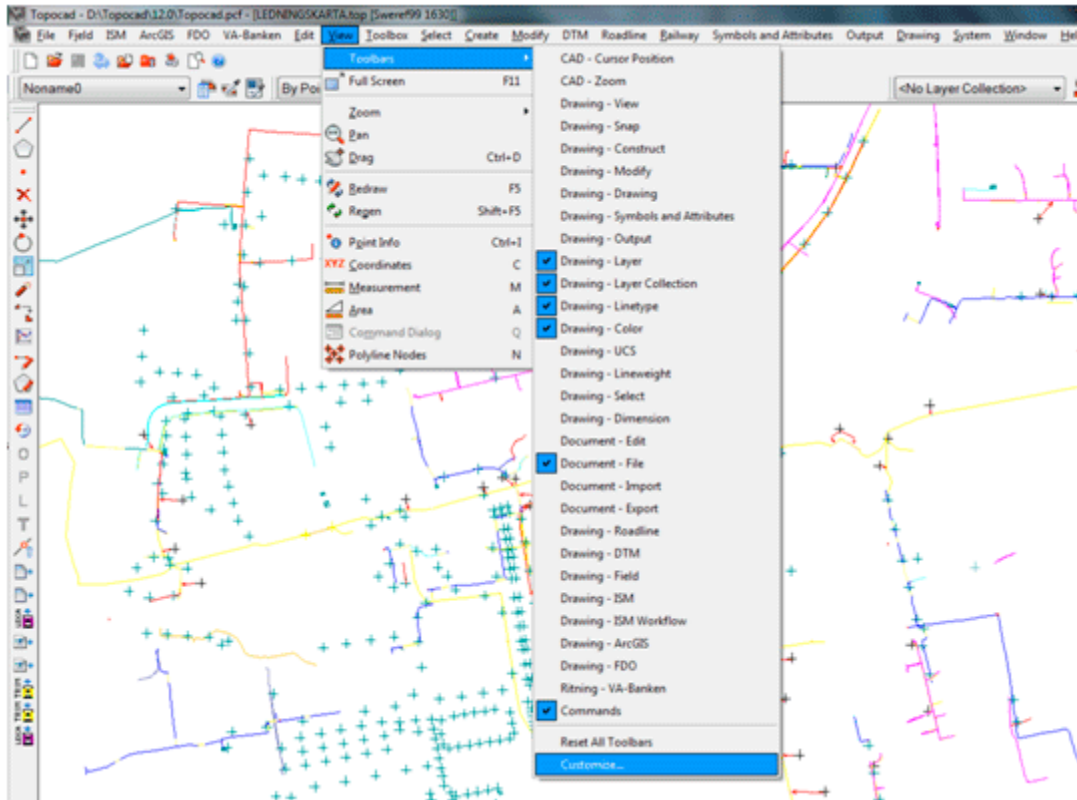 Topocad - D:\Topocad\12.0\Topocad.pcf - [LEDNINGSKARTA.top [Sweref99 1630]]
File Field ISM ArcGIS FDO VA-Banken Edit View Toolbox Select Create Modify DTM Roadline Railway Symbols and Attributes Output Drawing System Window Hel
Noname0
By Poi
<No Layer Collection>
Toolbars
Full Screen F11
Zoom
Pan
Drag Ctrl+D
Redraw F5
Regen Shift+F5
Point Info Ctrl+I
XYZ Coordinates C
Measurement M
Area A
Command Dialog Q
Polyline Nodes N
CAD - Cursor Position
CAD - Zoom
Drawing - View
Drawing - Snap
Drawing - Construct
Drawing - Modify
Drawing - Drawing
Drawing - Symbols and Attributes
Drawing - Output
Drawing - Layer
Drawing - Layer Collection
Drawing - Linetype
Drawing - Color
Drawing - UCS
Drawing - Lineweight
Drawing - Select
Drawing - Dimension
Document - Edit
Document - File
Document - Import
Document - Export
Drawing - Roadline
Drawing - DTM
Drawing - Field
Drawing - ISM
Drawing - ISM Workflow
Drawing - ArcGIS
Drawing - FDO
Ritning - VA-Banken
Commands
Reset All Toolbars
Customize...
O
P
L
T